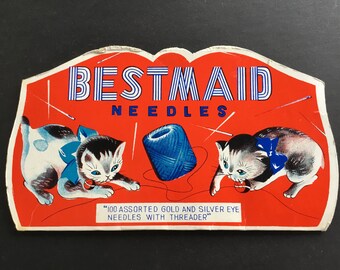 BESTMAID
NEEDLES
"100 ASSORTED GOLD AND SILVER EYE
NEEDLES WITH THREADER"